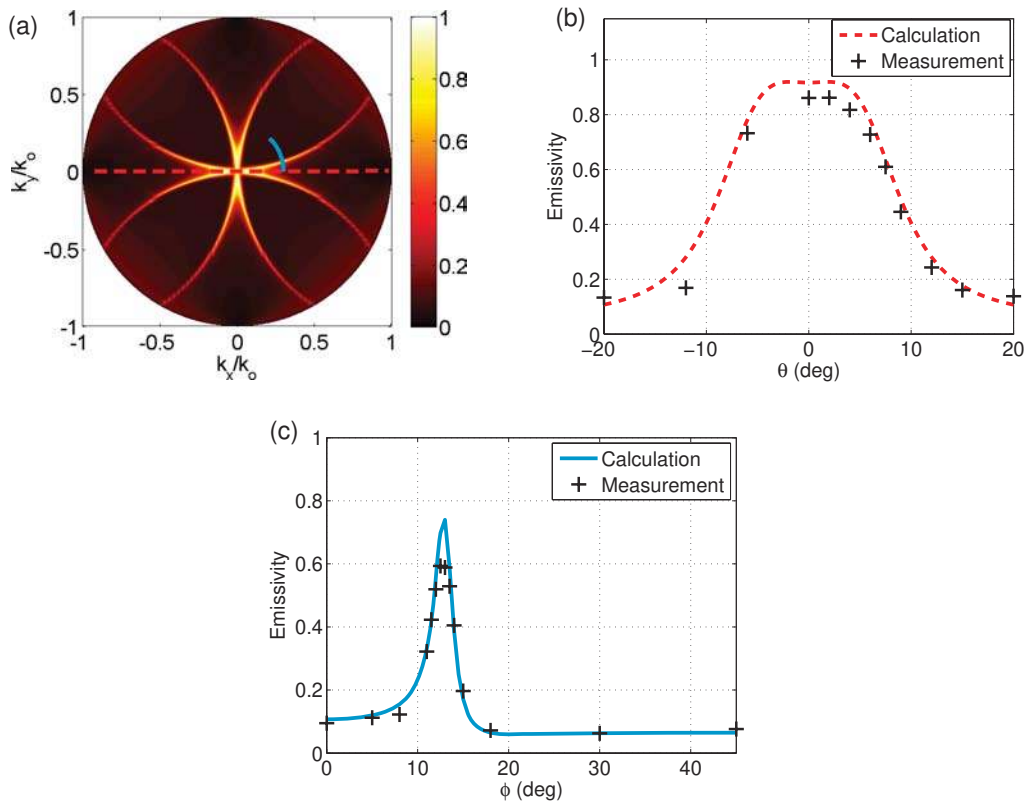 (a)
1
0.5
0
-0.5
-1
k_y/k_o
-1 -0.5 0 0.5 1
k_x/k_o
1
0.8
0.6
0.4
0.2
0
(b)
1
0.8
0.6
0.4
0.2
0
Emissivity
Calculation
Measurement
−20 −10 0 10 20
θ (deg)
(c)
1
0.8
0.6
0.4
0.2
0
Emissivity
Calculation
Measurement
0 10 20 30 40
ϕ (deg)